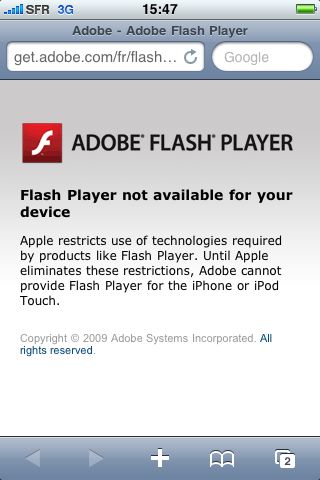 SFR 3G 15:47
Adobe - Adobe Flash Player
get.adobe.com/fr/flash... Google
ADOBE® FLASH® PLAYER
Flash Player not available for your
device
Apple restricts use of technologies required
by products like Flash Player. Until Apple
eliminates these restrictions, Adobe cannot
provide Flash Player for the iPhone or iPod
Touch.
Copyright © 2009 Adobe Systems Incorporated. All
rights reserved.
2